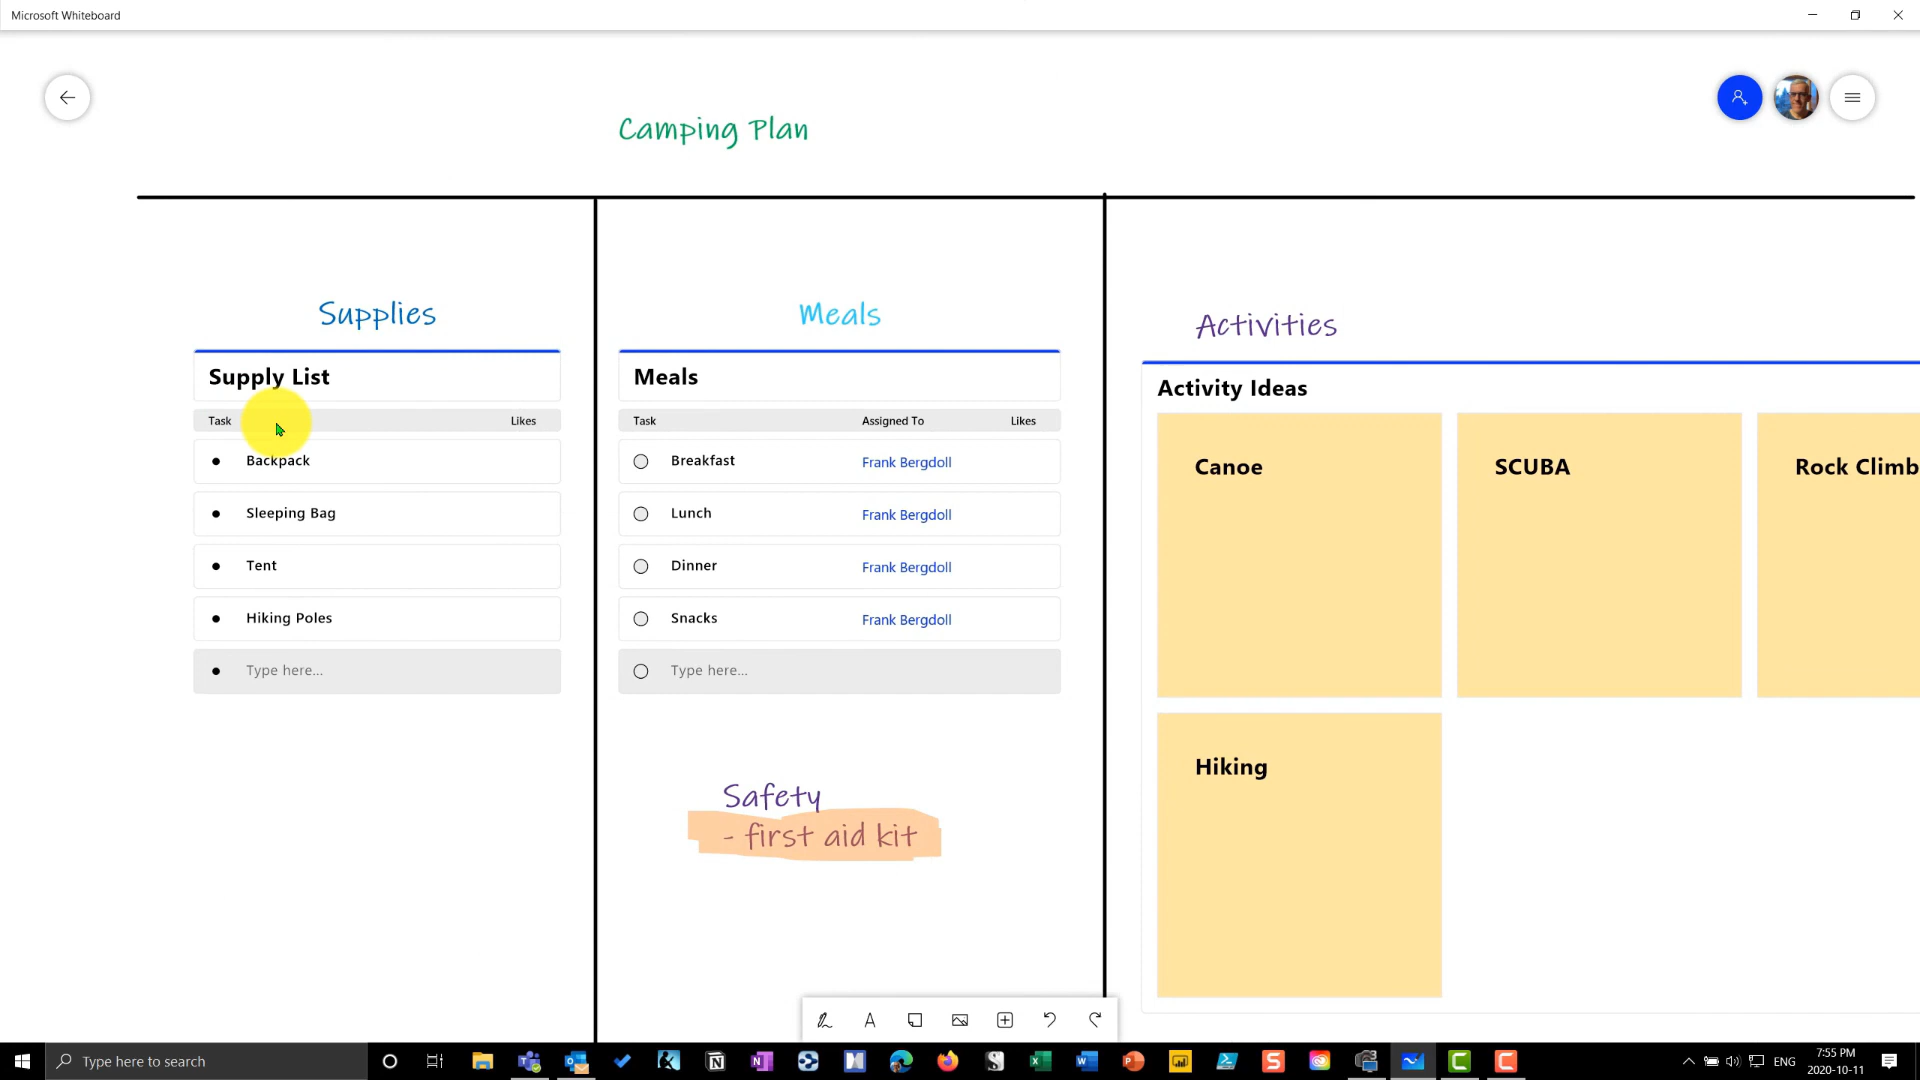 Microsoft Whiteboard
Camping Plan
Supplies
Supply List
Task Likes
Backpack
Sleeping Bag
Tent
Hiking Poles
Type here...
Meals
Meals
Task Assigned To Likes
Breakfast Frank Bergdoll
Lunch Frank Bergdoll
Dinner Frank Bergdoll
Snacks Frank Bergdoll
Type here...
Safety
- first aid kit
Activities
Activity Ideas
Canoe
SCUBA
Rock Climb
Hiking
Type here to search
ENG
7:55 PM
2020-10-11